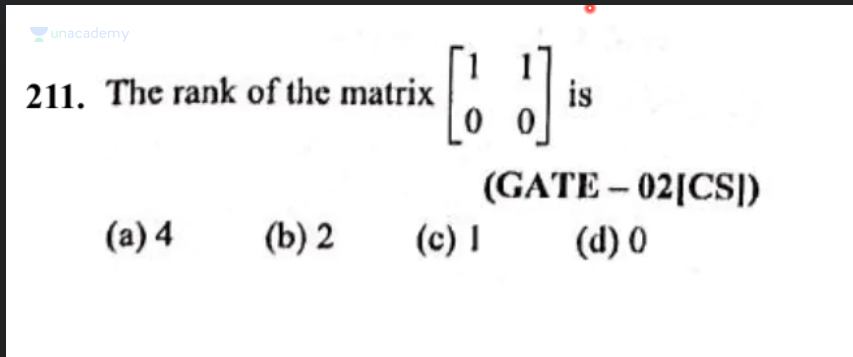 unacademy
211. The rank of the matrix [1 1
0 0] is
(GATE – 02[CS])
(a) 4 (b) 2 (c) 1 (d) 0